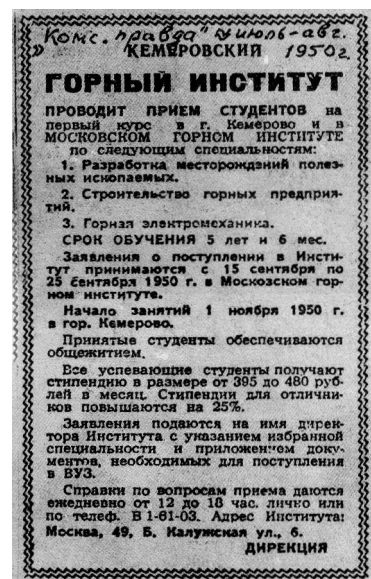 „Комс. правда" июль-авг.
КЕМЕРОВСКИЙ 1950г.
ГОРНЫЙ ИНСТИТУТ
ПРОВОДИТ ПРИЕМ СТУДЕНТОВ на
первый курс в г. Кемерово и в
МОСКОВСКОМ ГОРНОМ ИНСТИТУТЕ
по следующим специальностям:
1. Разработка месторождений полез-
ных ископаемых.
2. Строительство горных предприя-
тий.
3. Горная электромеханика.
СРОК ОБУЧЕНИЯ 5 лет и 6 мес.
Заявления о поступлении в Инсти-
тут принимаются с 15 сентября по
25 сентября 1950 г. в Московском гор-
ном институте.
Начало занятий 1 ноября 1950 г.
в гор. Кемерово.
Принятые студенты обеспечиваются
общежитием.
Все успевающие студенты получают
стипендию в размере от 395 до 480 руб-
лей в месяц. Стипендии для отлични-
ков повышаются на 25%.
Заявления подаются на имя дирек-
тора Института с указанием избранной
специальности и приложением доку-
ментов, необходимых для поступления
в ВУЗ.
Справки по вопросам приема даются
ежедневно от 12 до 18 час. лично или
по телеф. В 1-61-03. Адрес Института:
Москва, 49, Б. Калужская ул., 6.
ДИРЕКЦИЯ